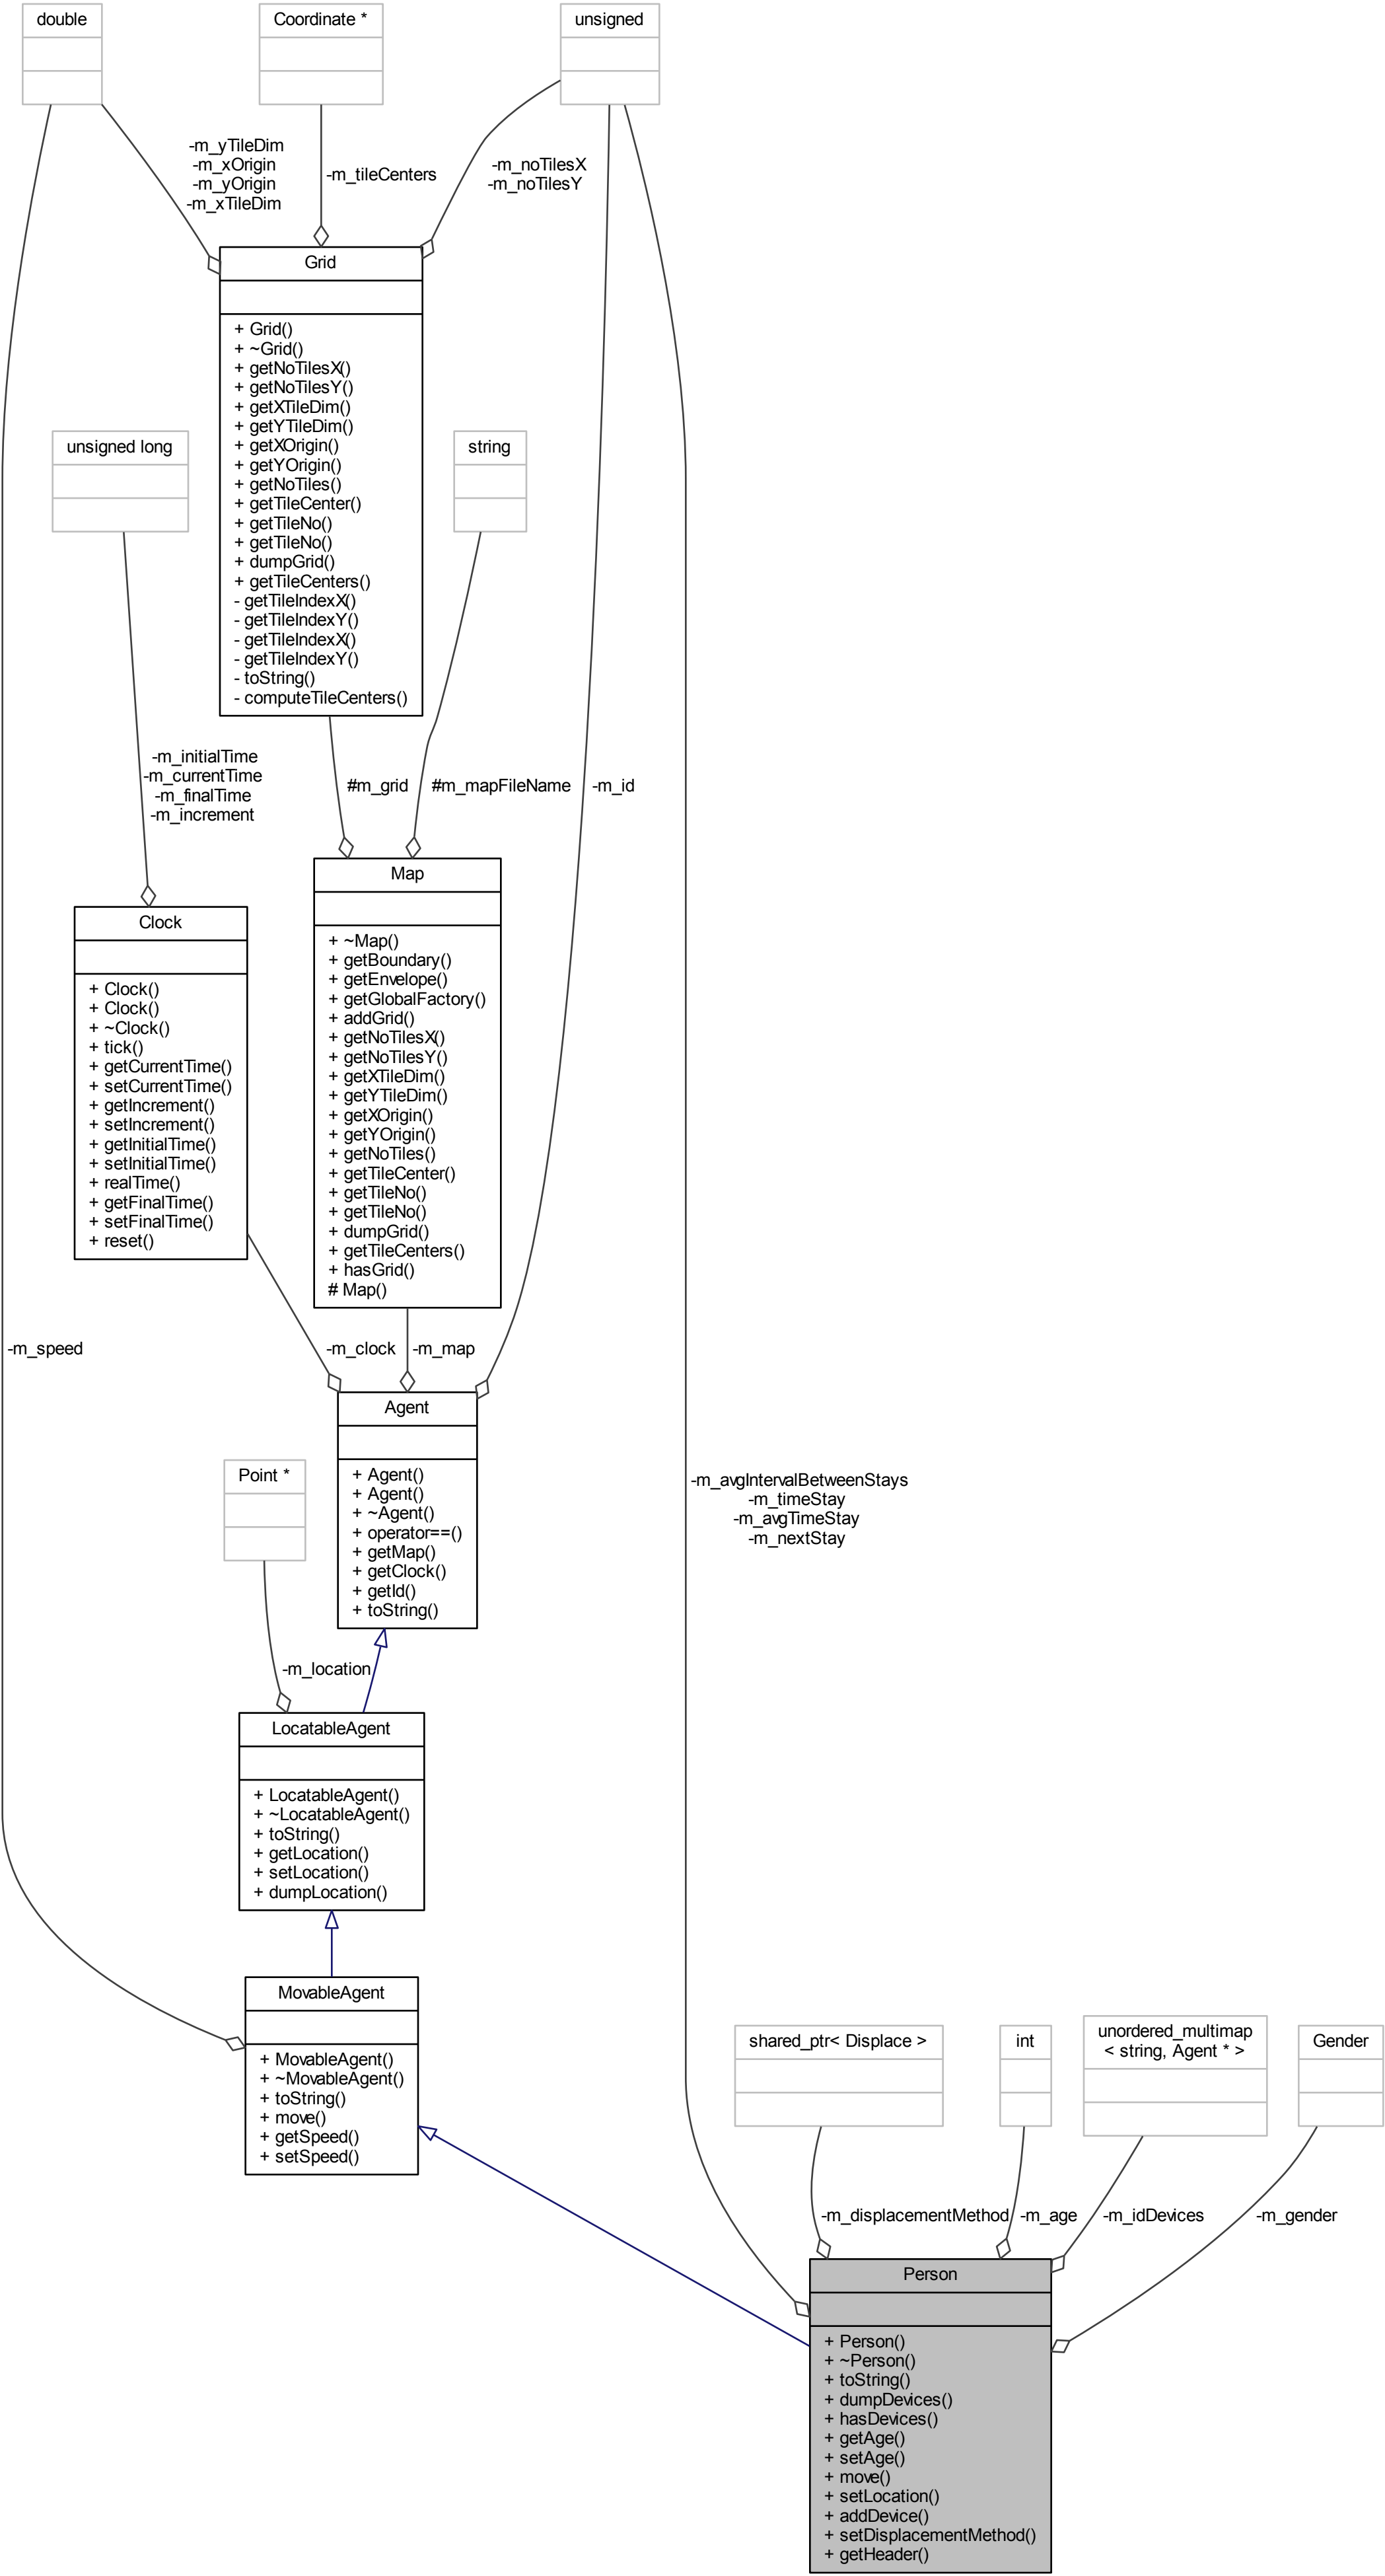 double
Coordinate *
unsigned
-m_yTileDim
-m_xOrigin
-m_yOrigin
-m_xTileDim
-m_tileCenters
-m_noTilesX
-m_noTilesY
Grid
+ Grid()
+ ~Grid()
+ getNoTilesX()
+ getNoTilesY()
+ getXTileDim()
+ getYTileDim()
+ getXOrigin()
+ getYOrigin()
+ getNoTiles()
+ getTileCenter()
+ getTileNo()
+ getTileNo()
+ dumpGrid()
+ getTileCenters()
- getTileIndexX()
- getTileIndexY()
- getTileIndexX()
- getTileIndexY()
- toString()
- computeTileCenters()
unsigned long
string
-m_initialTime
-m_currentTime
-m_finalTime
-m_increment
#m_grid
#m_mapFileName
-m_id
Map
+ ~Map()
+ getBoundary()
+ getEnvelope()
+ getGlobalFactory()
+ addGrid()
+ getNoTilesX()
+ getNoTilesY()
+ getXTileDim()
+ getYTileDim()
+ getXOrigin()
+ getYOrigin()
+ getNoTiles()
+ getTileCenter()
+ getTileNo()
+ getTileNo()
+ dumpGrid()
+ getTileCenters()
+ hasGrid()
# Map()
Clock
+ Clock()
+ Clock()
+ ~Clock()
+ tick()
+ getCurrentTime()
+ setCurrentTime()
+ getIncrement()
+ setIncrement()
+ getInitialTime()
+ setInitialTime()
+ realTime()
+ getFinalTime()
+ setFinalTime()
+ reset()
-m_speed
-m_clock
-m_map
Agent
+ Agent()
+ Agent()
+ ~Agent()
+ operator==()
+ getMap()
+ getClock()
+ getId()
+ toString()
Point *
-m_avgIntervalBetweenStays
-m_timeStay
-m_avgTimeStay
-m_nextStay
-m_location
LocatableAgent
+ LocatableAgent()
+ ~LocatableAgent()
+ toString()
+ getLocation()
+ setLocation()
+ dumpLocation()
MovableAgent
+ MovableAgent()
+ ~MovableAgent()
+ toString()
+ move()
+ getSpeed()
+ setSpeed()
shared_ptr< Displace >
int
unordered_multimap
< string, Agent * >
Gender
-m_displacementMethod
-m_age
-m_idDevices
-m_gender
Person
+ Person()
+ ~Person()
+ toString()
+ dumpDevices()
+ hasDevices()
+ getAge()
+ setAge()
+ move()
+ setLocation()
+ addDevice()
+ setDisplacementMethod()
+ getHeader()